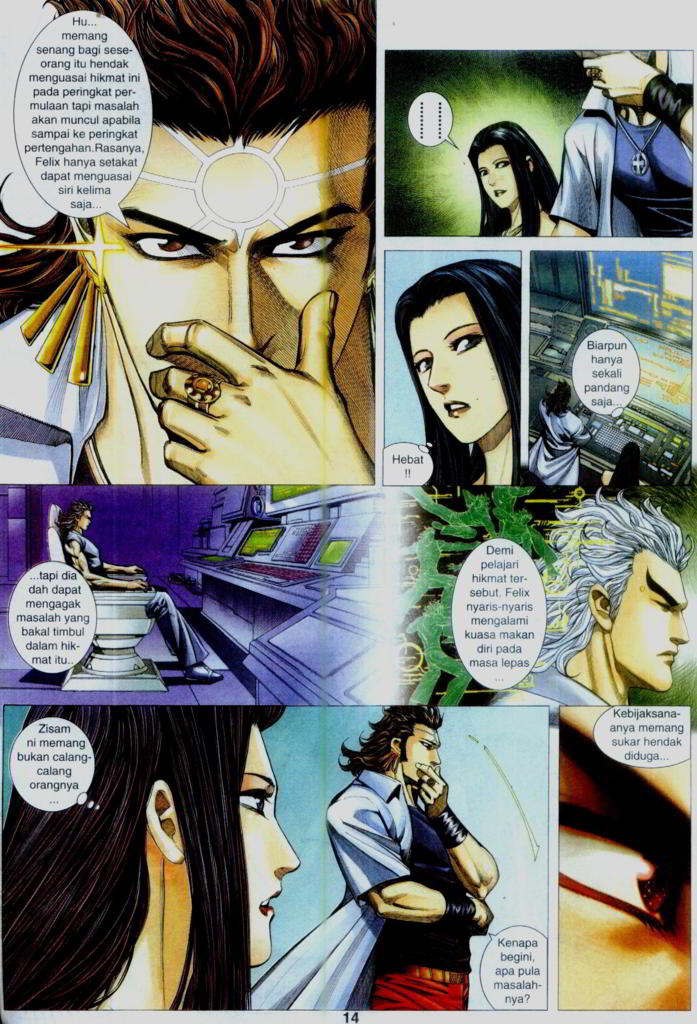 Hu...
memang
senang bagi sese-
orang itu hendak
menguasai hikmat ini
pada peringkat per-
mulaan tapi masalah
akan muncul apabila
sampai ke peringkat
pertengahan.Rasanya,
Felix hanya setakat
dapat menguasai
siri kelima
saja...
Hebat
!!
Biarpun
hanya
sekali
pandang
saja...
...tapi dia
dah dapat
mengagak
masalah yang
bakal timbul
dalam hik-
mat itu..
Demi
pelajari
hikmat ter-
sebut, Felix
nyaris-nyaris
mengalami
kuasa makan
diri pada
masa lepas
...
Zisam
ni memang
bukan calang-
calang
orangnya
...
Kenapa
begini,
apa pula
masalah-
nya?
Kebijaksana-
anya memang
sukar hendak
diduga...
14